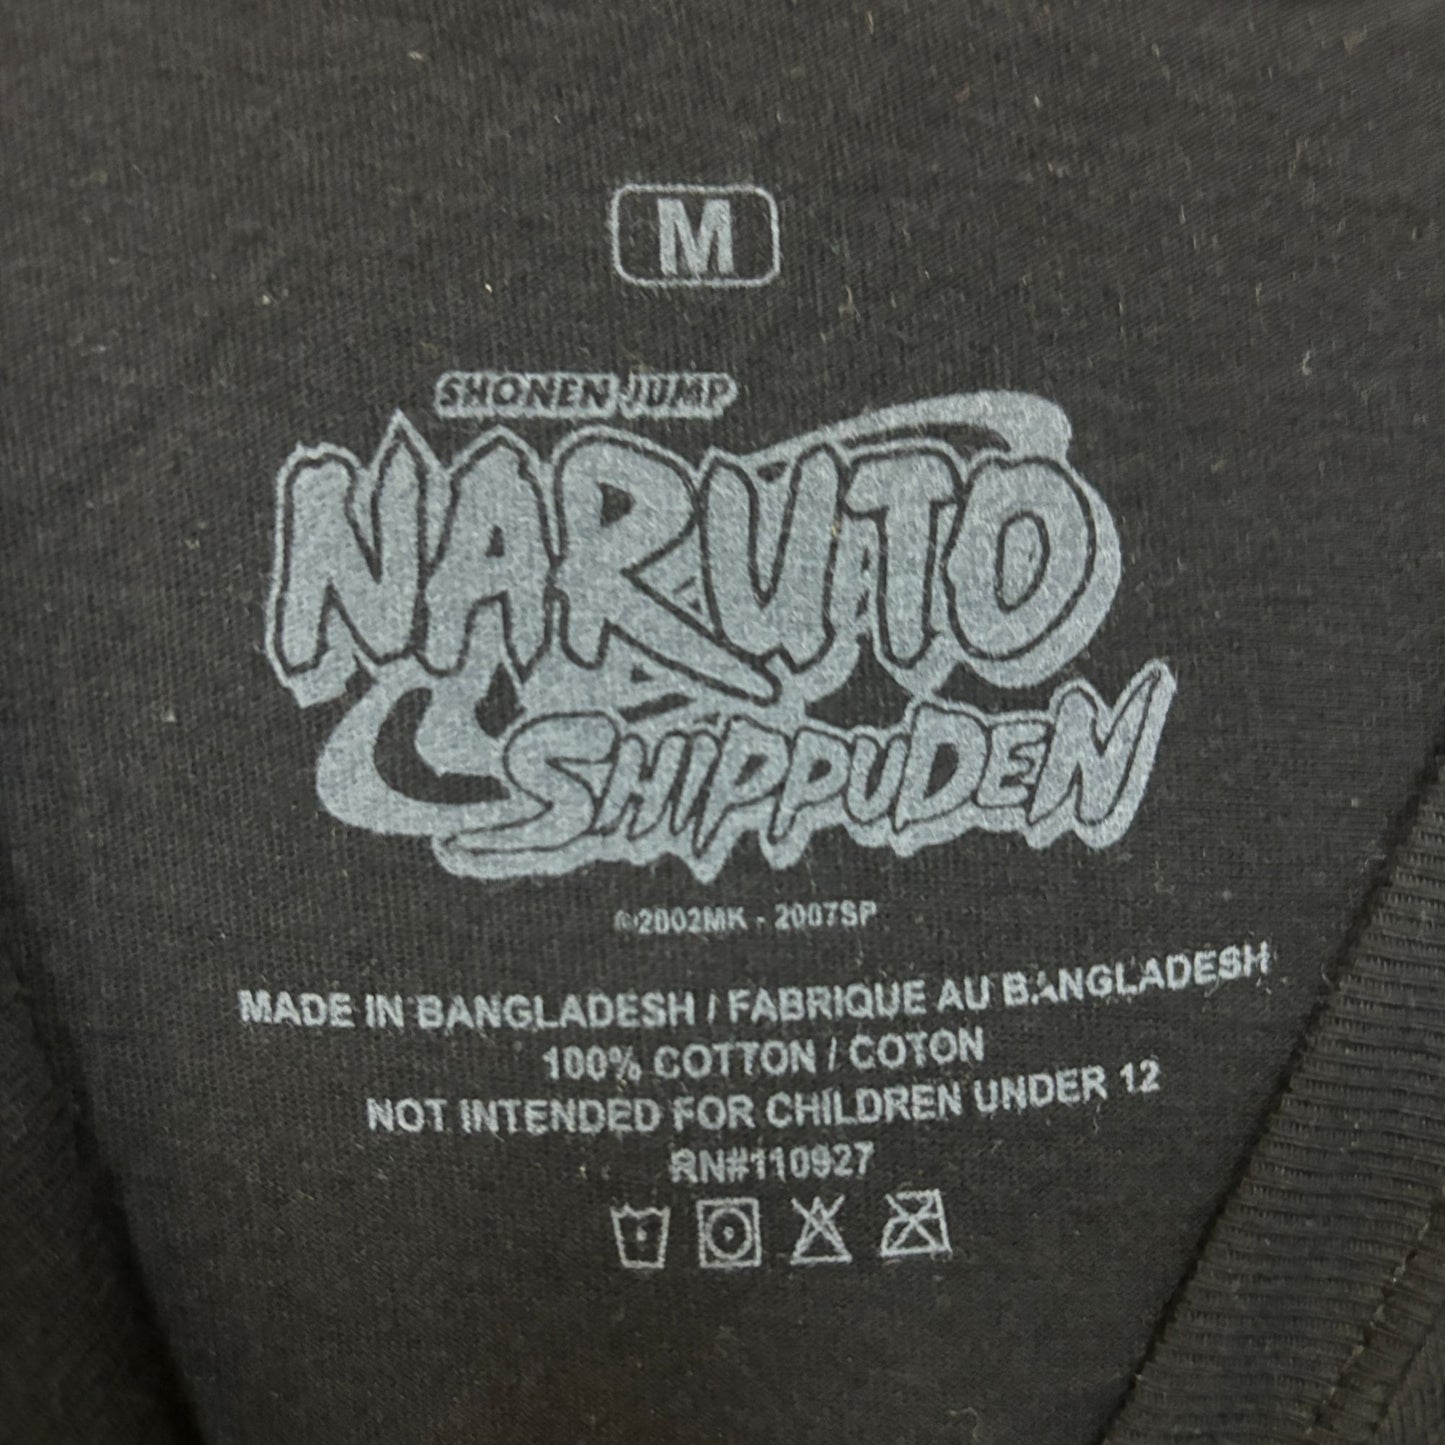 M
SHONEN JUMP
NARUTO
SHIPPUDEN
©2002MK - 2007SP
MADE IN BANGLADESH / FABRIQUE AU BANGLADESH
100% COTTON / COTON
NOT INTENDED FOR CHILDREN UNDER 12
RN#110927